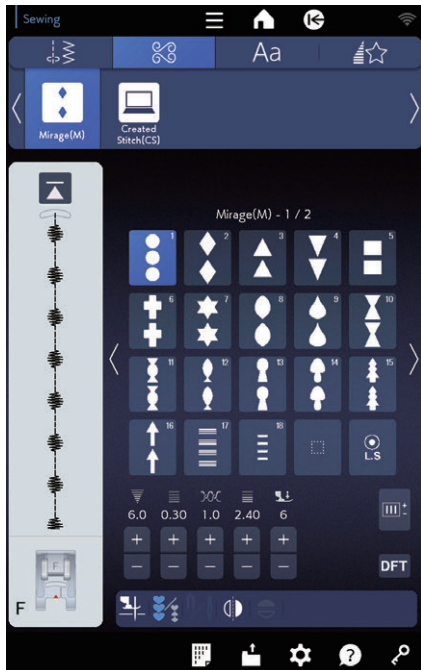 Sewing
Aa
Mirage(M)
Created
Stitch(CS)
Mirage(M) - 1 / 2
1 2 3 4 5
6 7 8 9 10
11 12 13 14 15
16 17 18 L.S
6.0 0.30 1.0 2.40 6
+ + + + +
− − − − −
DFT
F
F
?